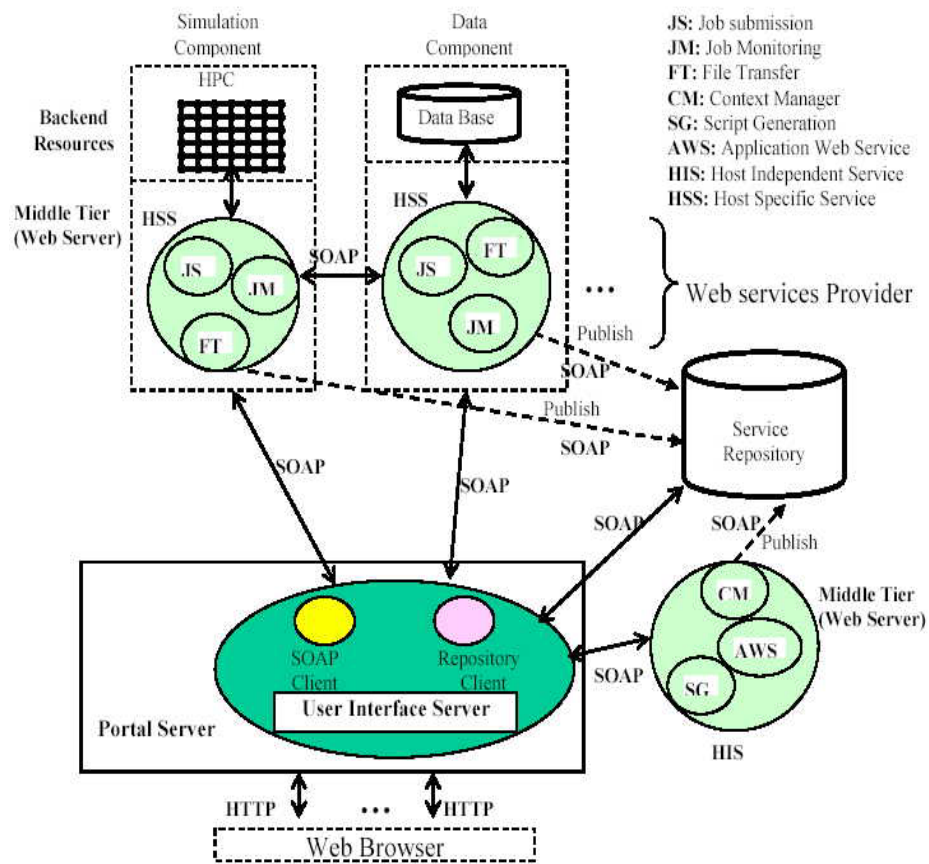 Simulation
Component
Data
Component
JS: Job submission
JM: Job Monitoring
FT: File Transfer
CM: Context Manager
SG: Script Generation
AWS: Application Web Service
HIS: Host Independent Service
HSS: Host Specific Service
HPC
Data Base
Backend
Resources
Middle Tier
(Web Server)
HSS
JS
JM
FT
SOAP
HSS
JS
FT
JM
...
Web services Provider
Publish
SOAP
Publish
SOAP
Service
Repository
SOAP
SOAP
SOAP
SOAP
Publish
CM
AWS
SG
HIS
Middle Tier
(Web Server)
SOAP
SOAP
Client
Repository
Client
User Interface Server
Portal Server
HTTP
...
HTTP
Web Browser